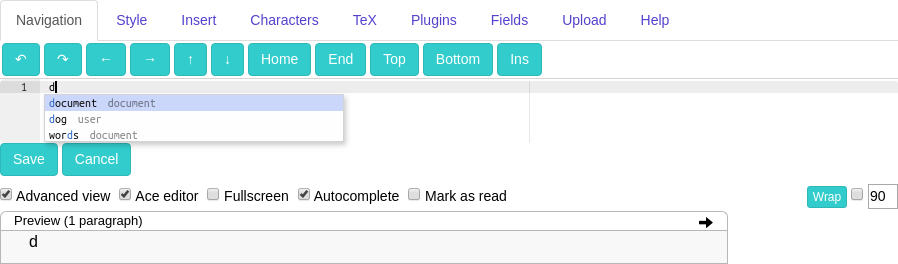 Navigation Style Insert Characters TeX Plugins Fields Upload Help
↶ ↷ ← → ↑ ↓ Home End Top Bottom Ins
1 d
document document
dog user
words document
Save Cancel
Advanced view Ace editor Fullscreen Autocomplete Mark as read Wrap 90
Preview (1 paragraph)
d